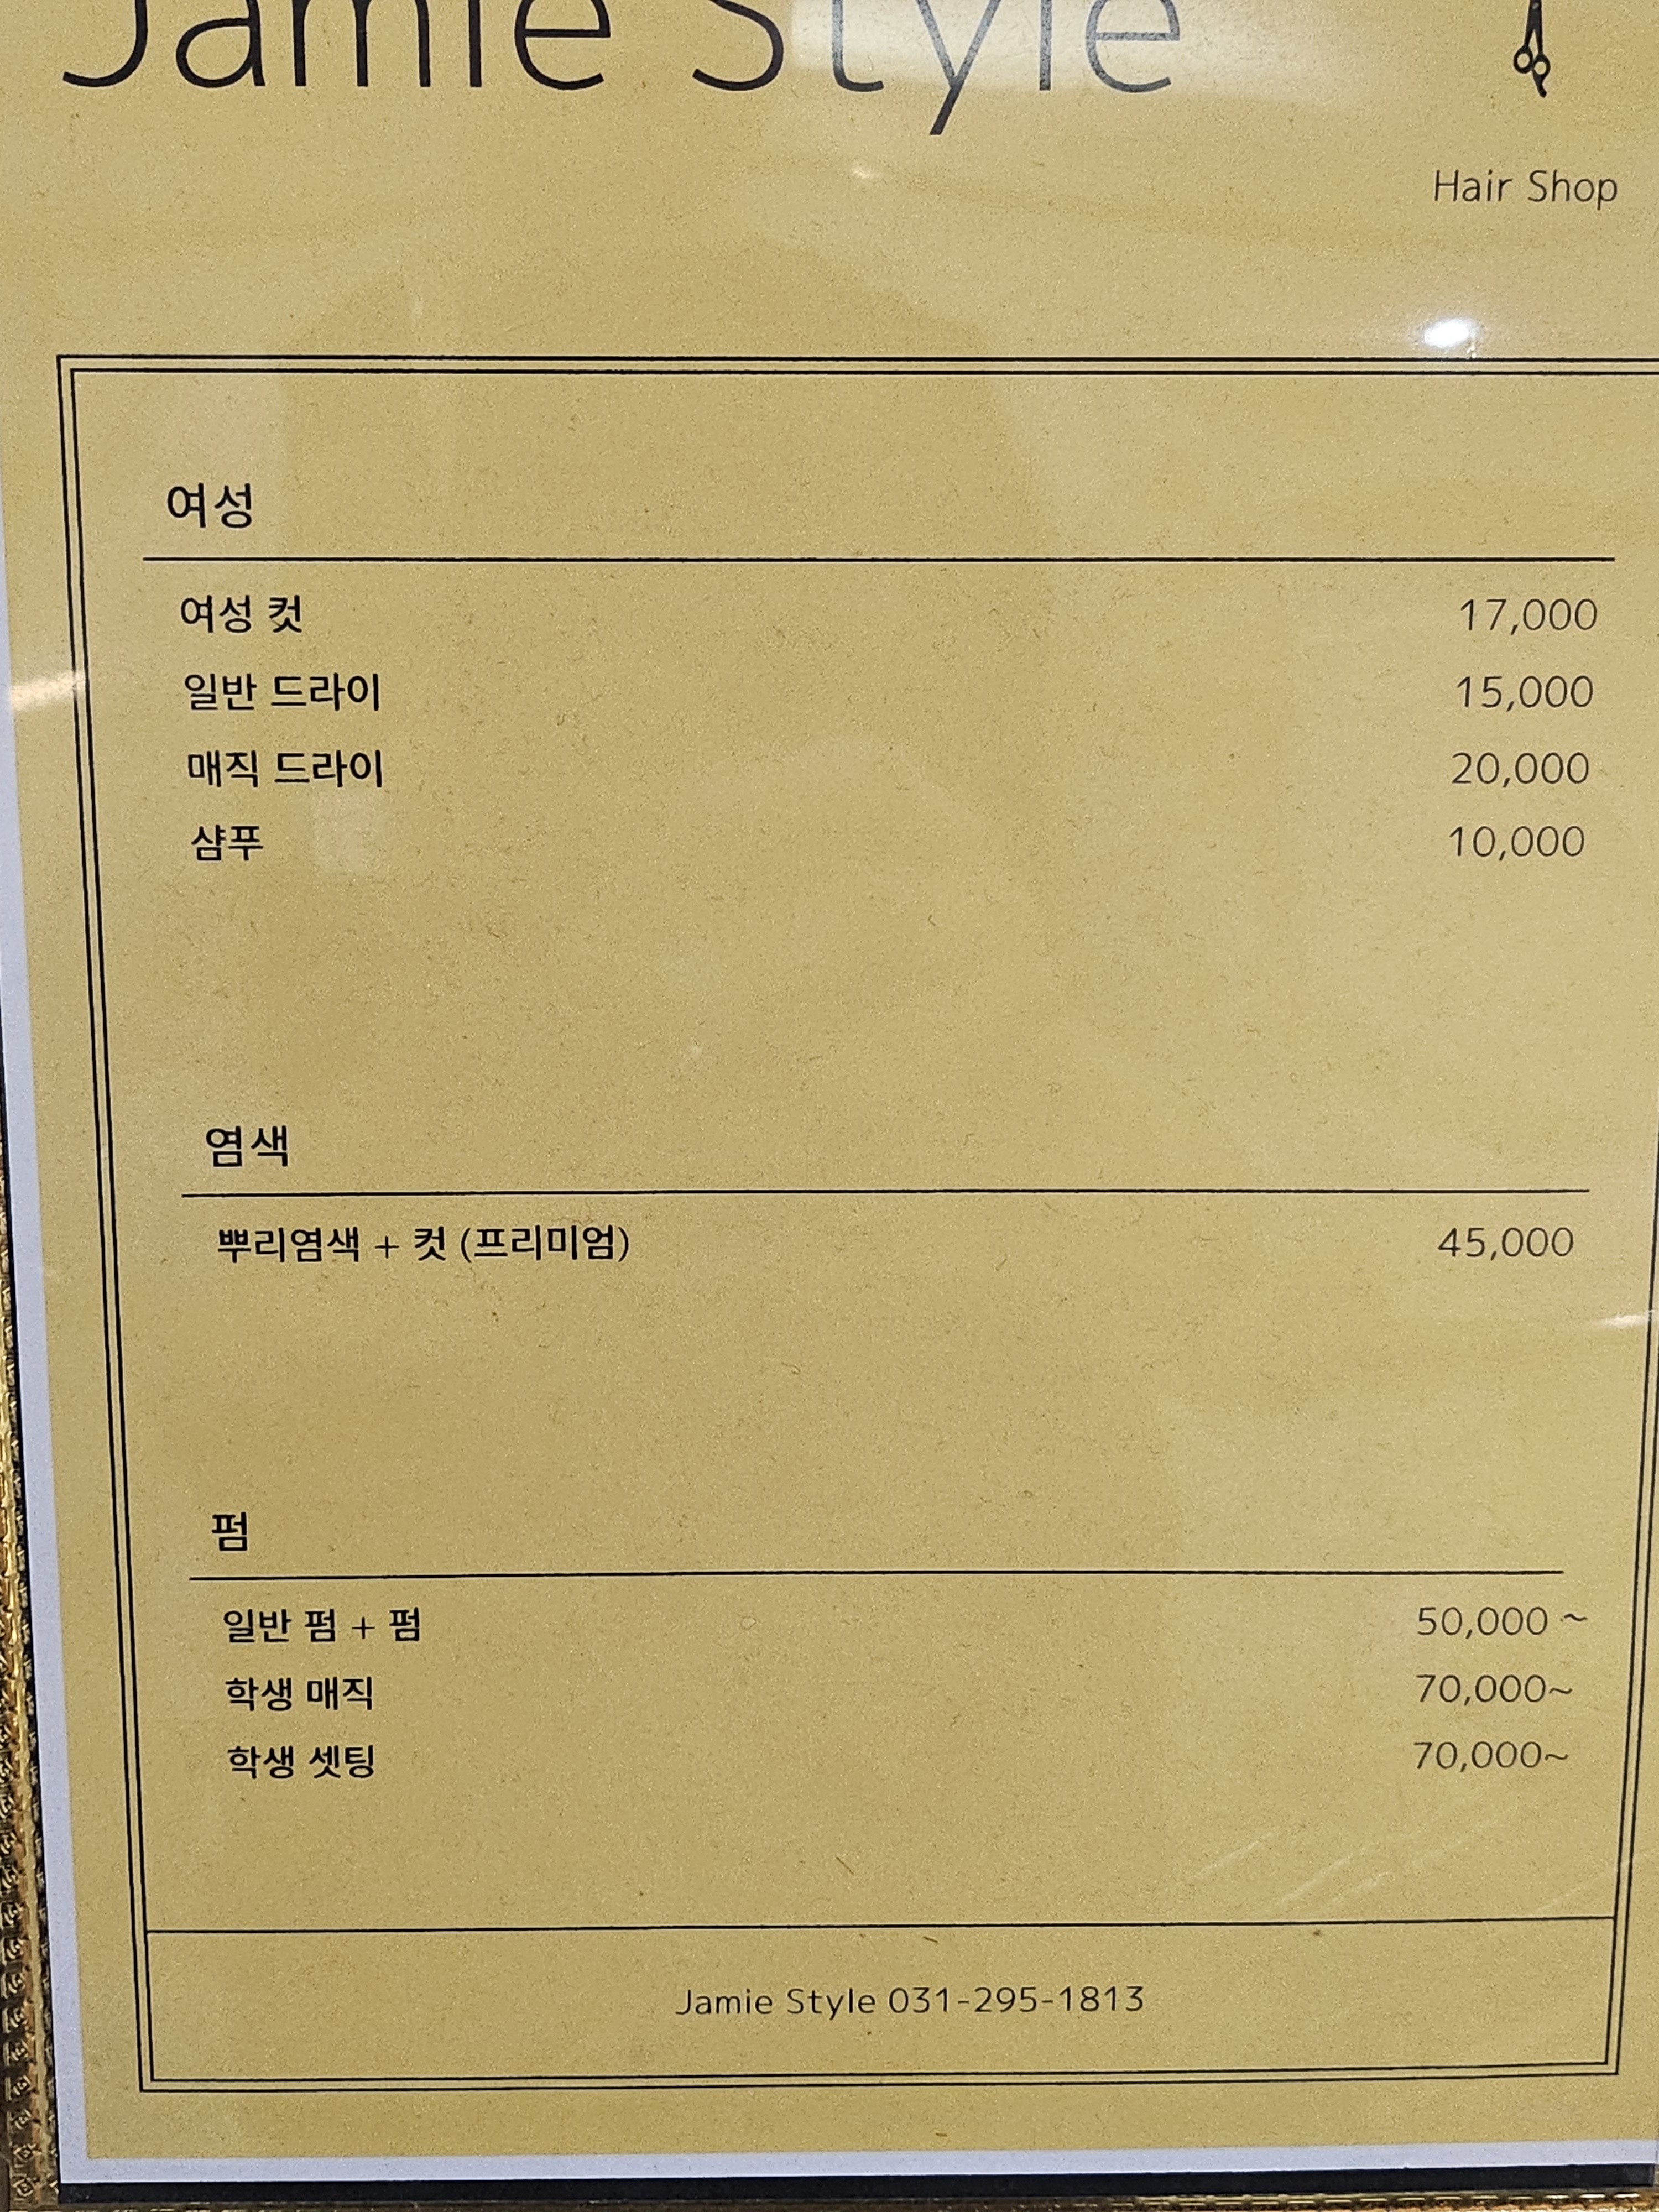 Jamie Style
Hair Shop
여성
여성 컷 17,000
일반 드라이 15,000
매직 드라이 20,000
샴푸 10,000
염색
뿌리염색 + 컷 (프리미엄) 45,000
펌
일반 펌 + 펌 50,000 ~
학생 매직 70,000~
학생 셋팅 70,000~
Jamie Style 031-295-1813